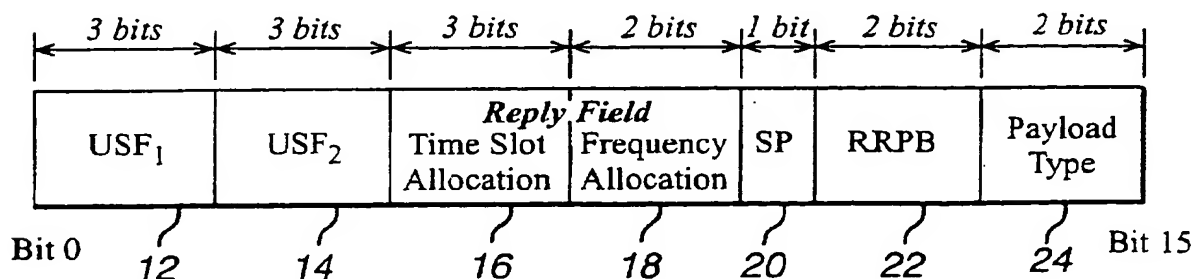 3 bits 3 bits 3 bits 2 bits 1 bit 2 bits 2 bits
Reply Field
USF1 USF2 Time Slot Allocation Frequency Allocation SP RRPB Payload Type
Bit 0 12 14 16 18 20 22 24 Bit 15